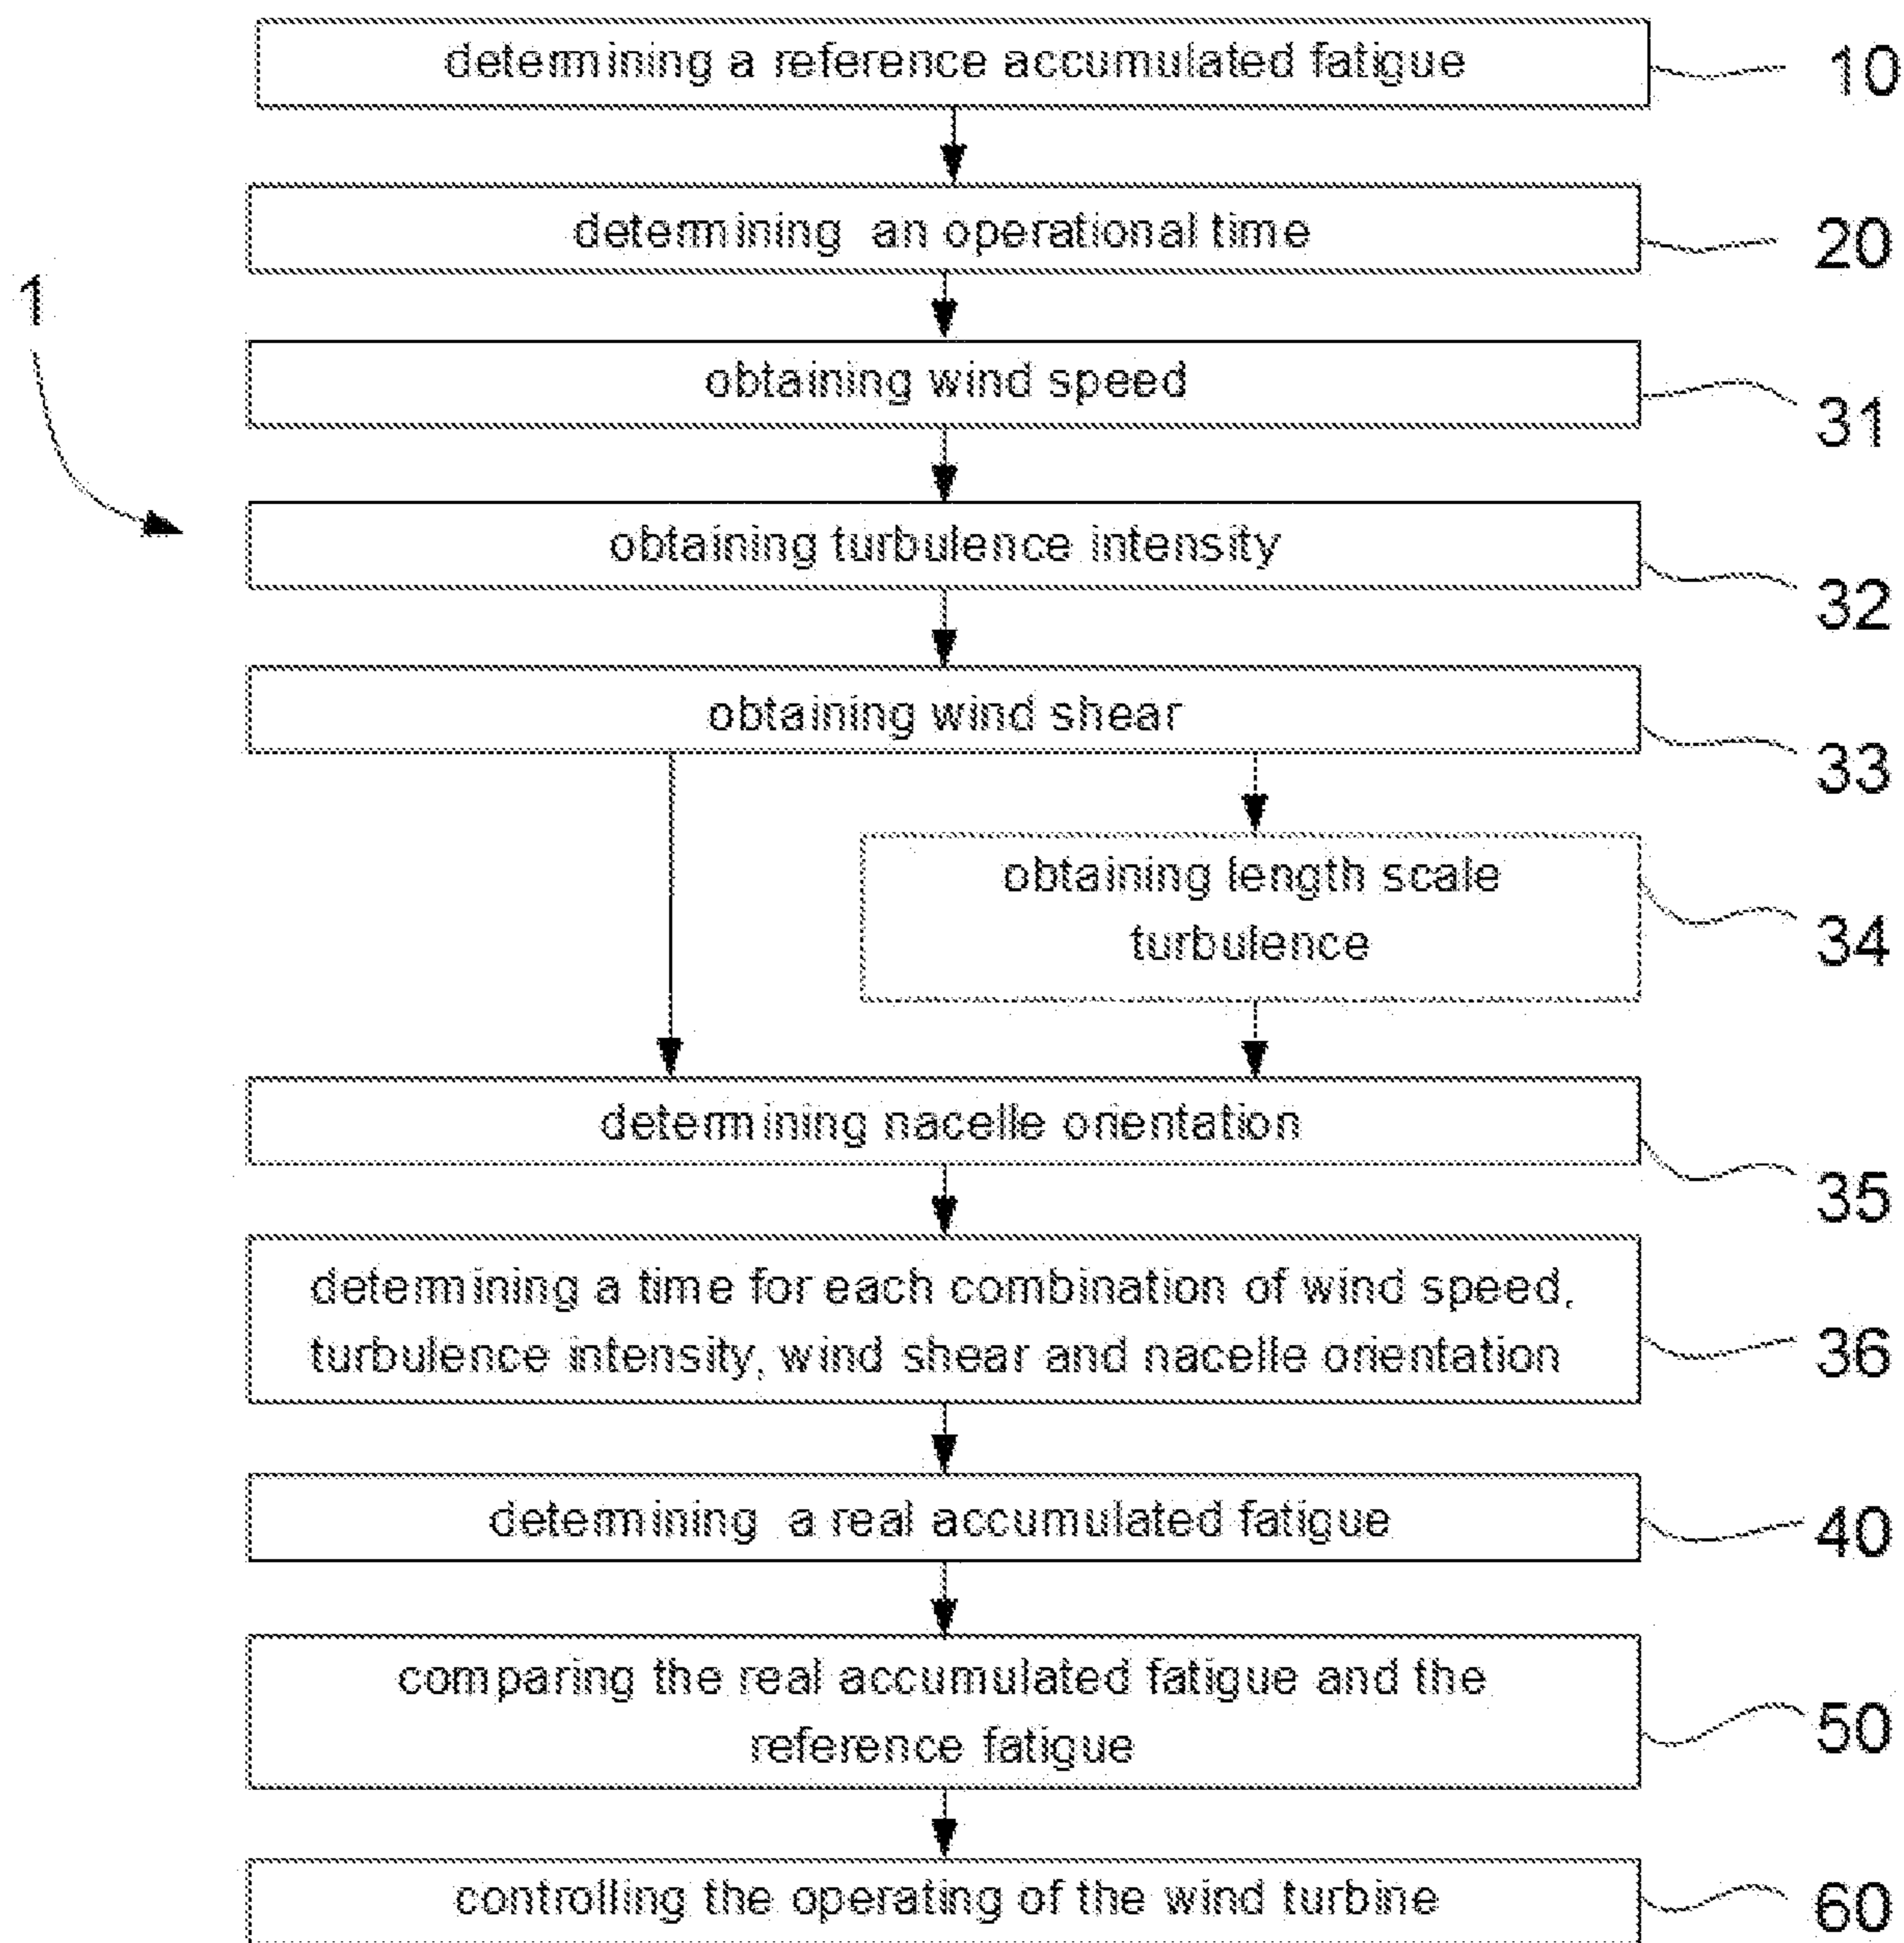 determining a reference accumulated fatigue
10
determining an operational time
20
1
obtaining wind speed
31
obtaining turbulence intensity
32
obtaining wind shear
33
obtaining length scale
turbulence
34
determining nacelle orientation
35
determining a time for each combination of wind speed,
turbulence intensity, wind shear and nacelle orientation
36
determining a real accumulated fatigue
40
comparing the real accumulated fatigue and the
reference fatigue
50
controlling the operating of the wind turbine
60